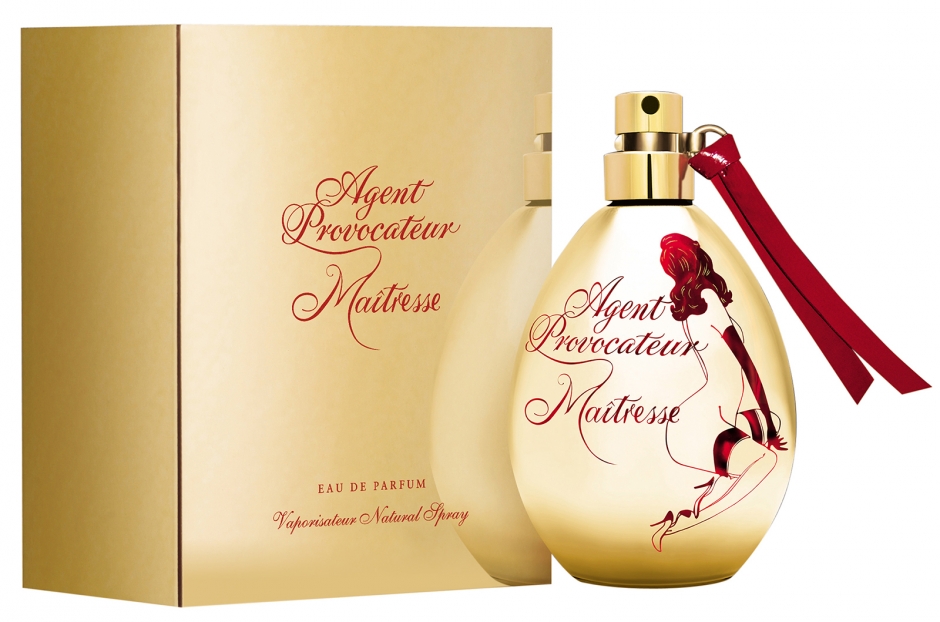 Agent
Provocateur
Maîtresse
EAU DE PARFUM
Vaporisateur Natural Spray
Agent
Provocateur
Maîtresse